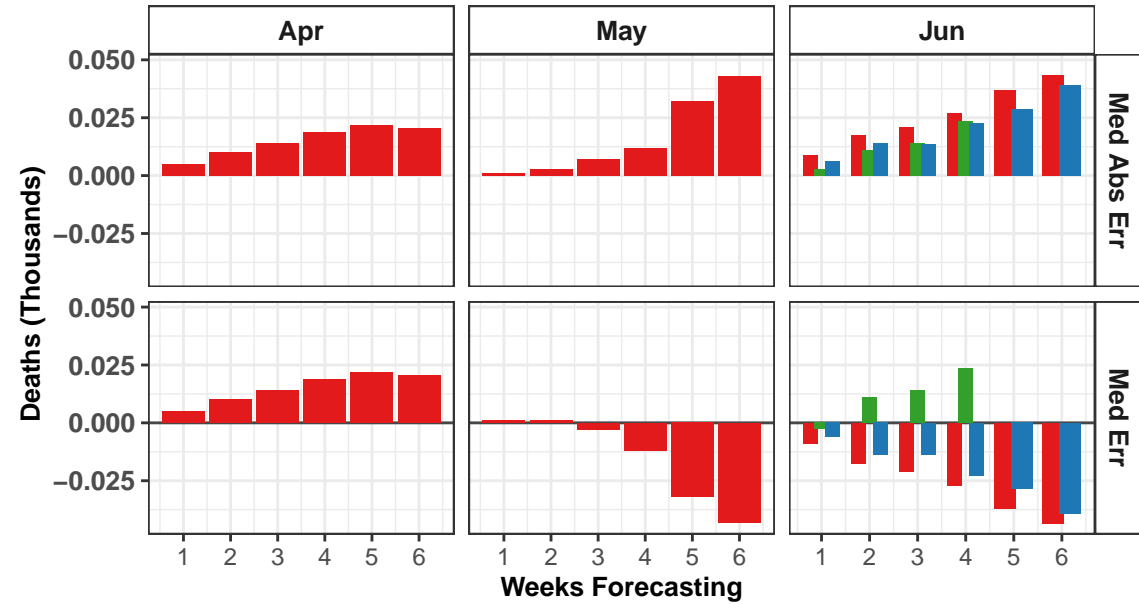 Apr May Jun
0.050
0.025
0.000
−0.025
Med Abs Err
0.050
0.025
0.000
−0.025
Med Err
Deaths (Thousands)
1 2 3 4 5 6 1 2 3 4 5 6 1 2 3 4 5 6
Weeks Forecasting